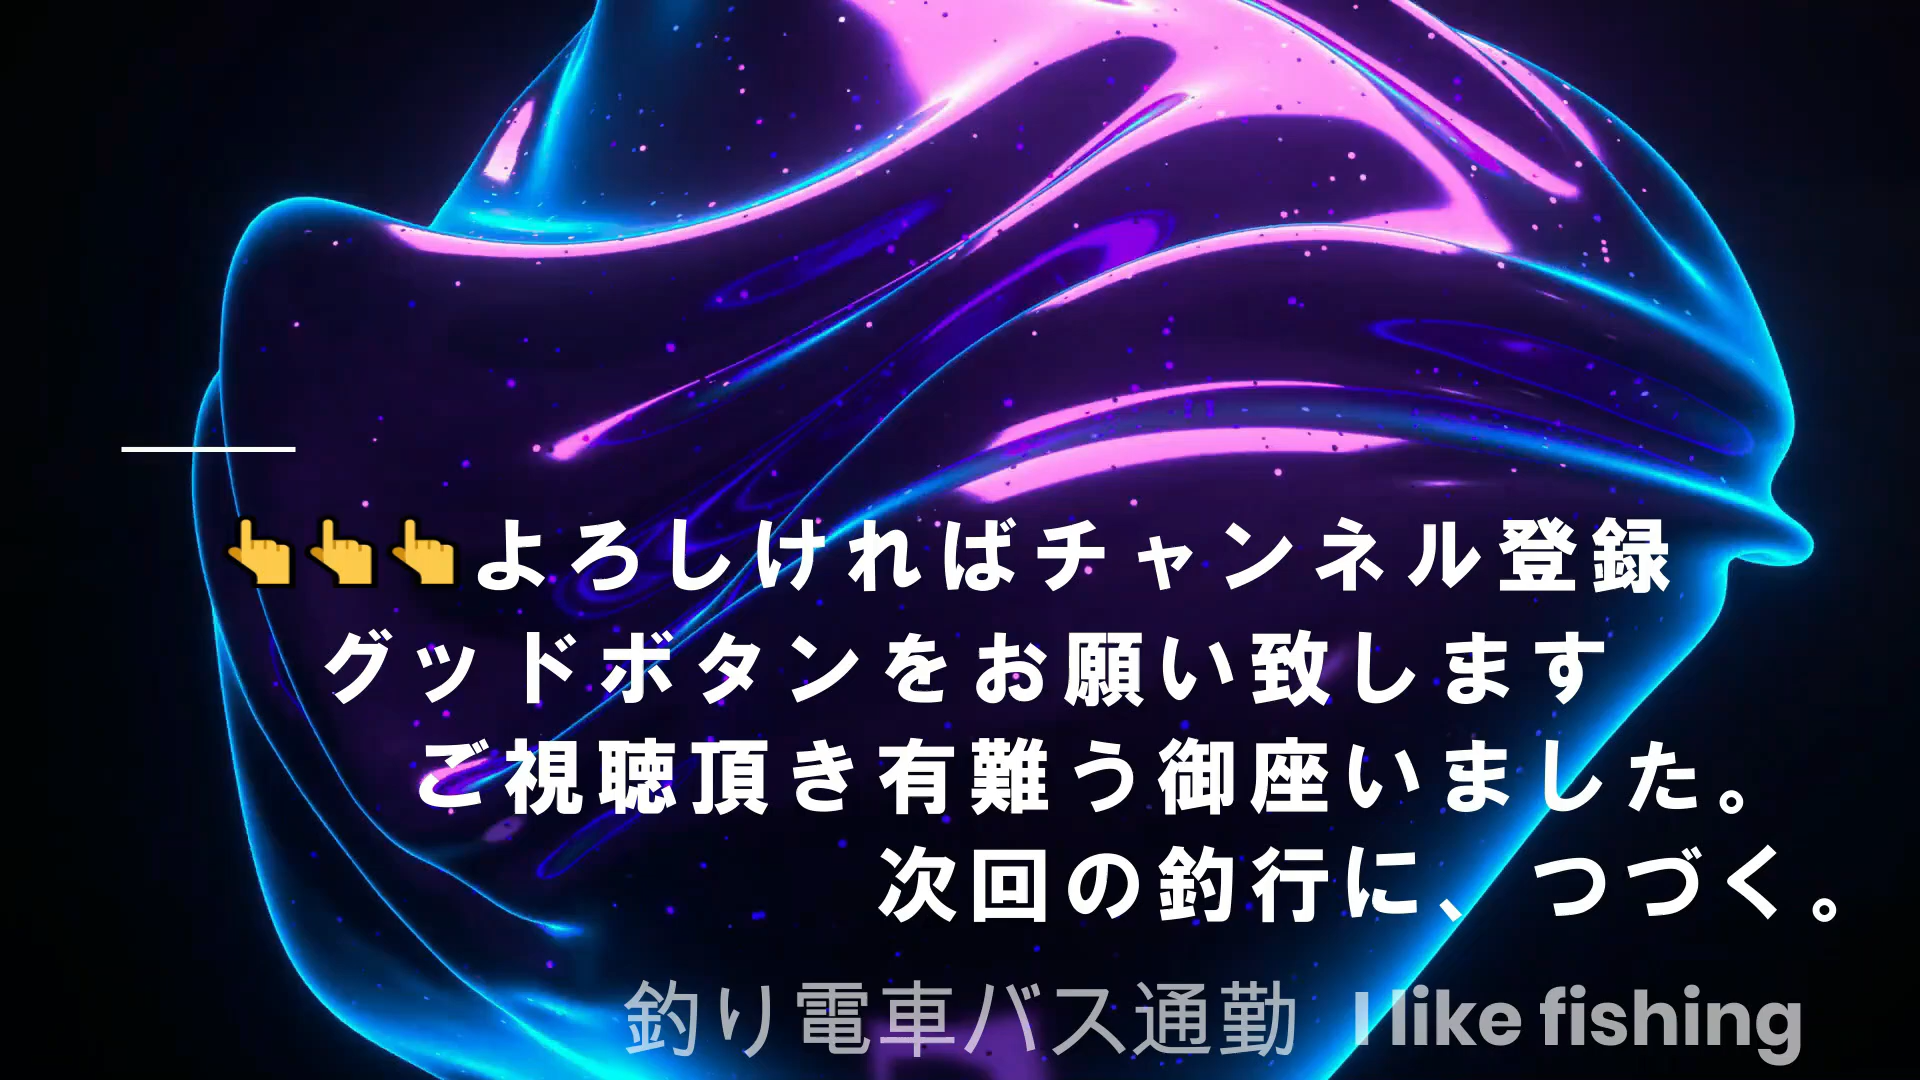 👆👆👆よろしければチャンネル登録
グッドボタンをお願い致します
ご視聴頂き有難う御座いました。
次回の釣行に、つづく。
釣り電車バス通勤 I like fishing